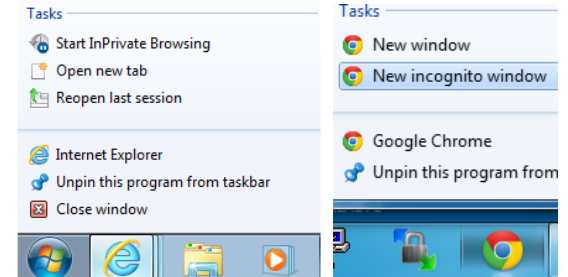 Tasks
Start InPrivate Browsing
Open new tab
Reopen last session
Internet Explorer
Unpin this program from taskbar
Close window
Tasks
New window
New incognito window
Google Chrome
Unpin this program from